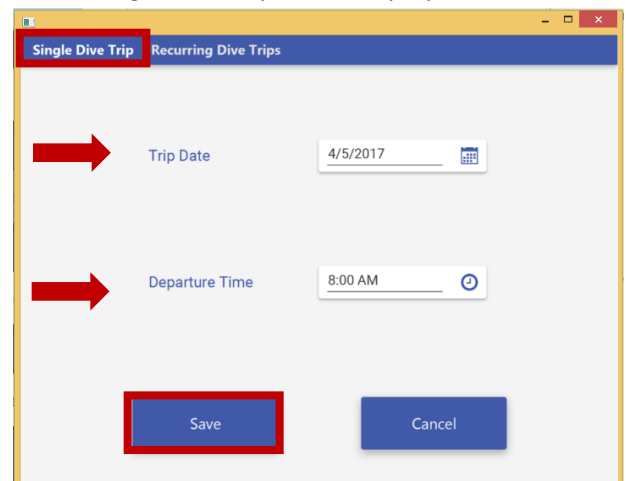 Single Dive Trip Recurring Dive Trips
Trip Date 4/5/2017
Departure Time 8:00 AM
Save Cancel